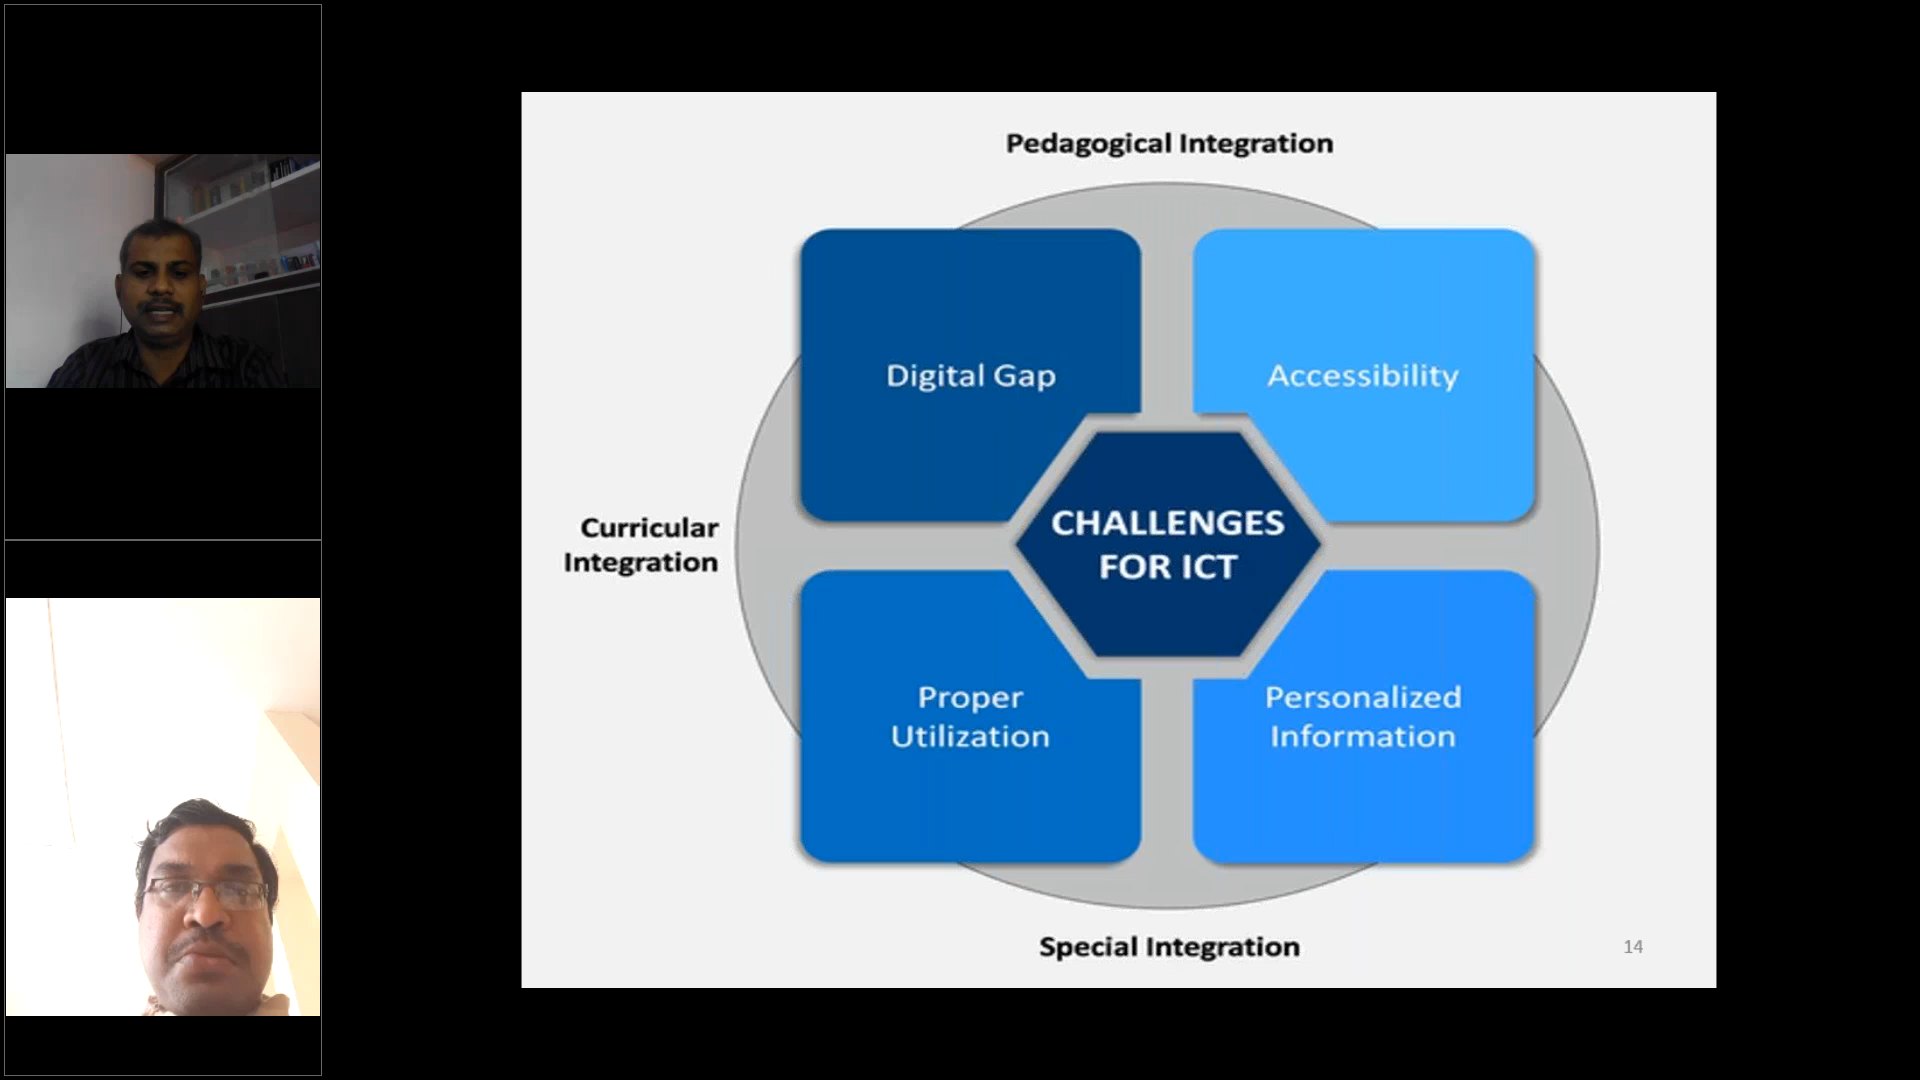 Pedagogical Integration
Digital Gap
Accessibility
Curricular
Integration
CHALLENGES
FOR ICT
Proper
Utilization
Personalized
Information
Special Integration
14